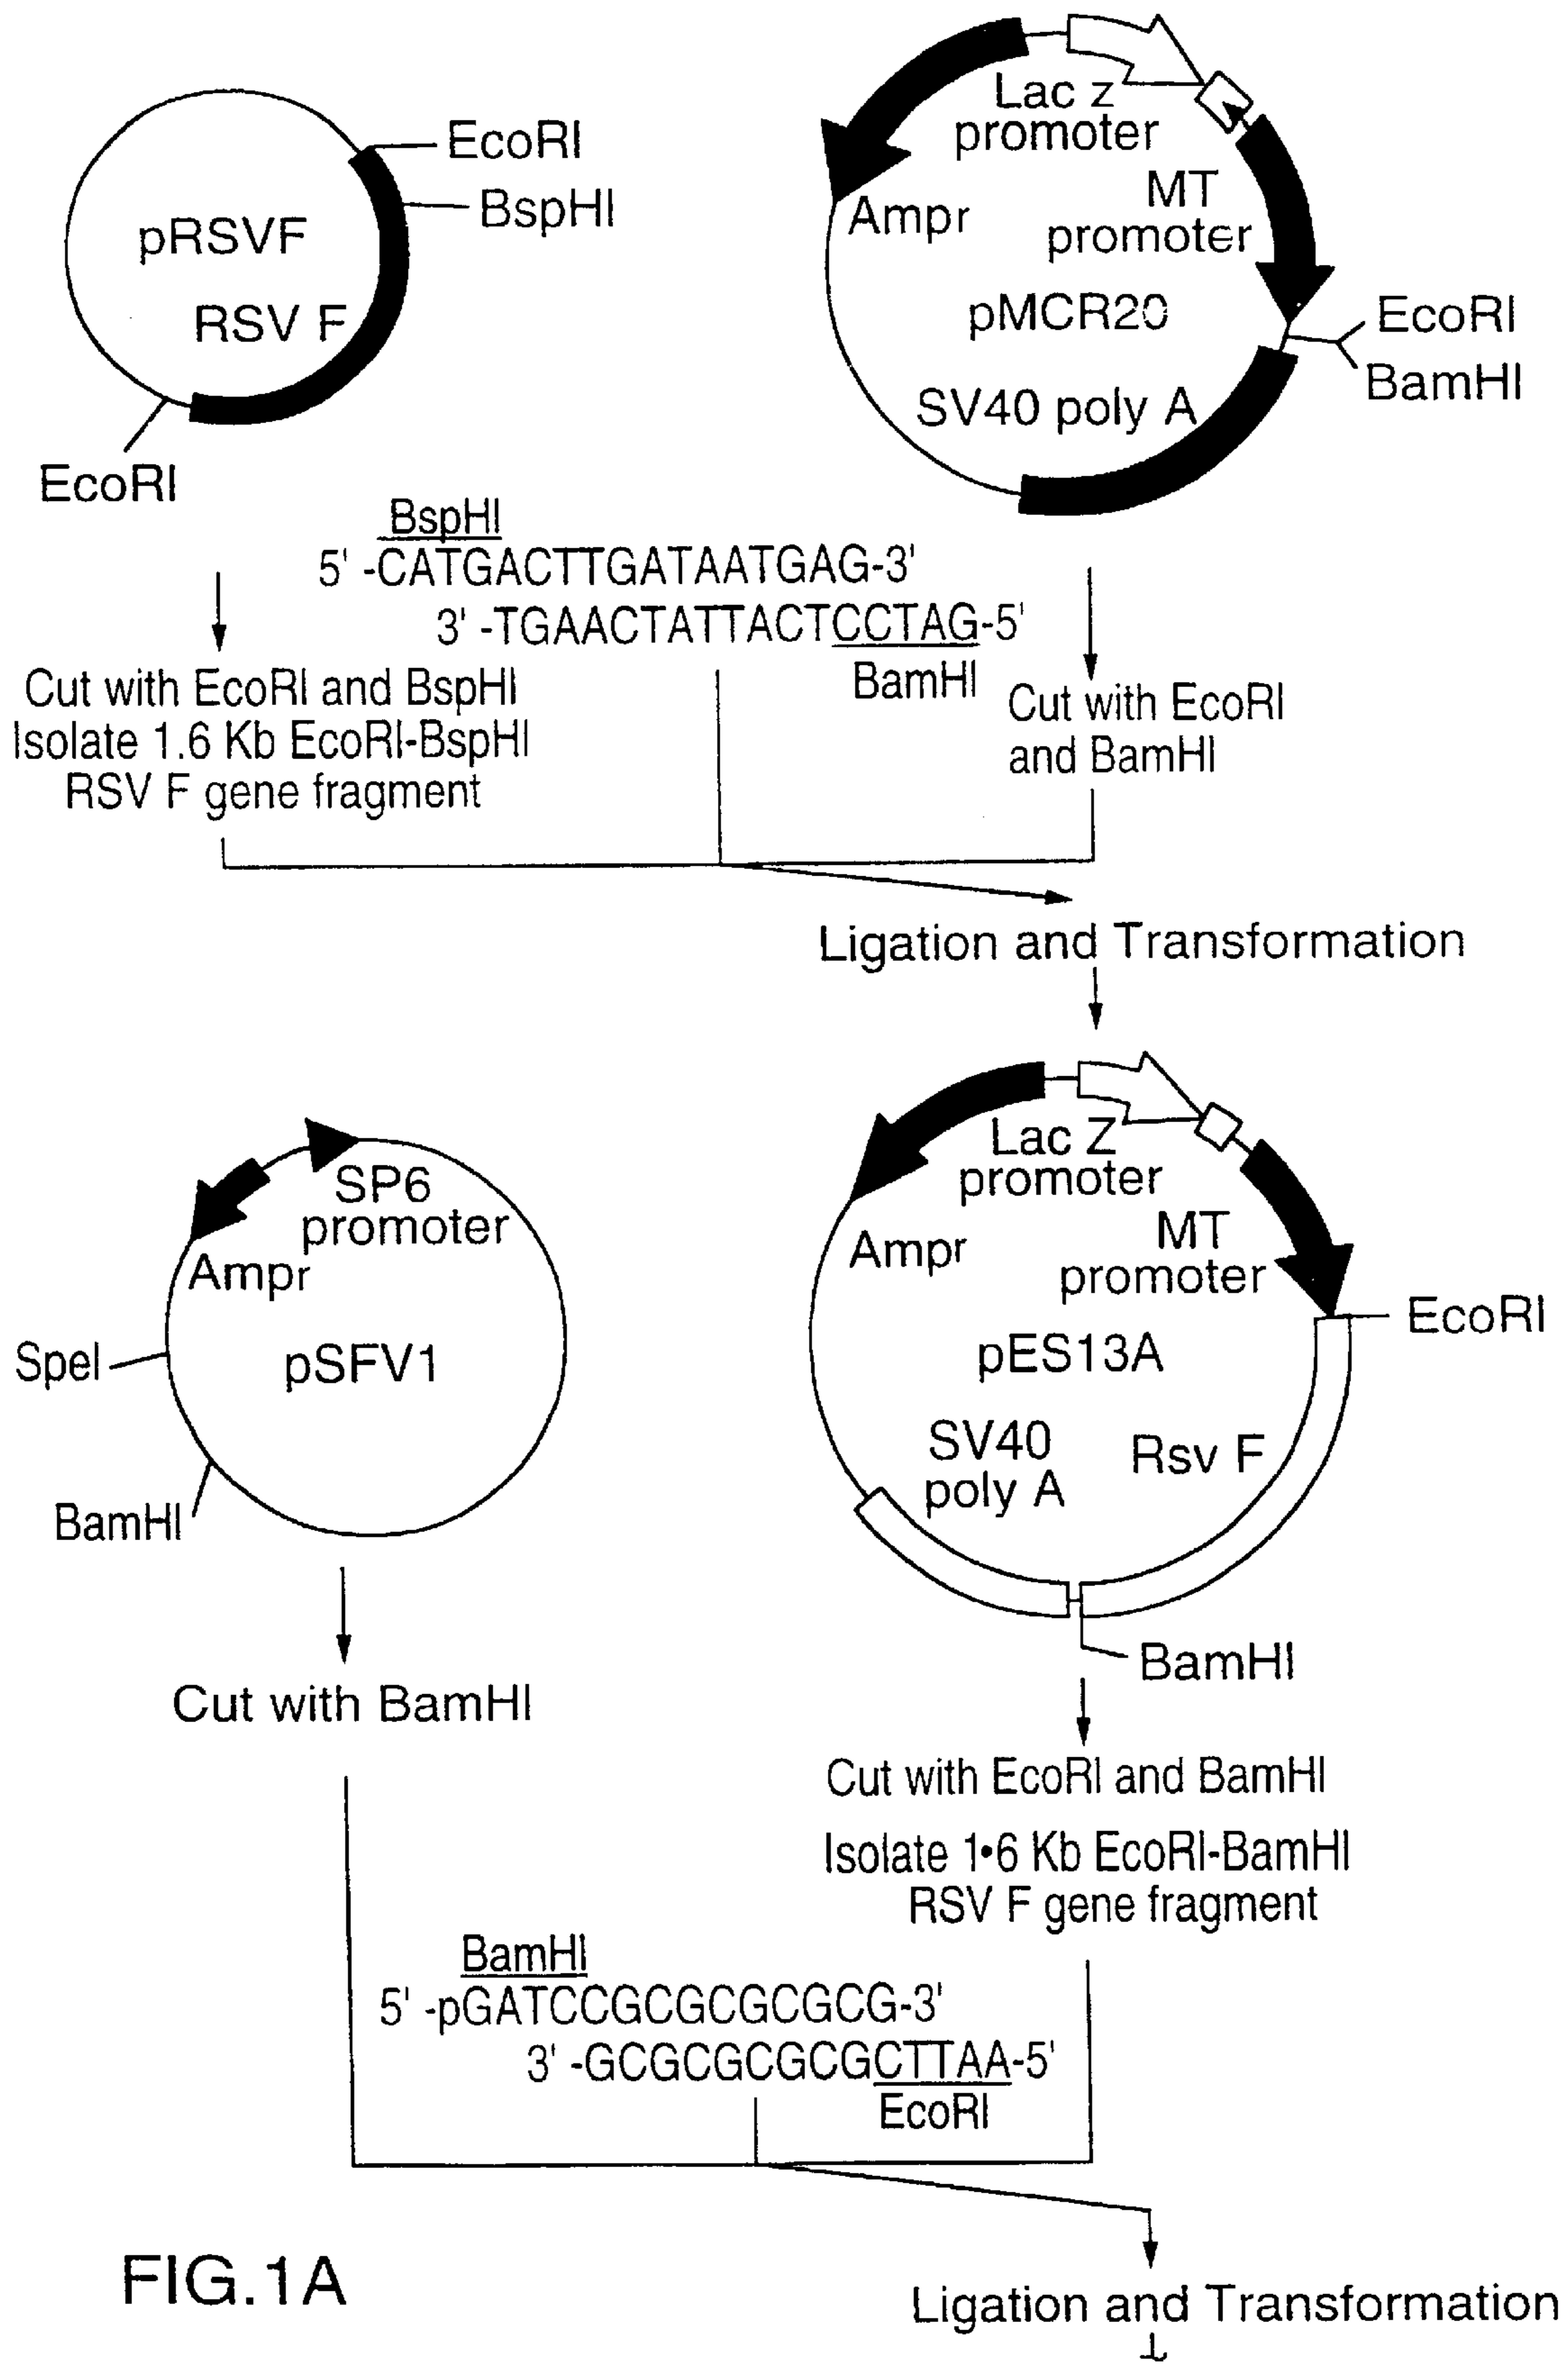 EcoRI
BspHI
pRSVF
RSV F
EcoRI
Lac z
promoter
Ampr
MT
promoter
pMCR20
EcoRI
BamHI
SV40 poly A
BspHI
5' -CATGACTTGATAATGAG-3'
3' -TGAACTATTACTCCTAG-5'
BamHI
Cut with EcoRI and BspHI
Isolate 1.6 Kb EcoRI-BspHI
RSV F gene fragment
Cut with EcoRI
and BamHI
Ligation and Transformation
SP6
promoter
Ampr
SpeI
pSFV1
BamHI
Lac Z
promoter
Ampr
MT
promoter
EcoRI
pES13A
SV40
poly A
Rsv F
BamHI
Cut with BamHI
Cut with EcoRI and BamHI
Isolate 1•6 Kb EcoRI-BamHI
RSV F gene fragment
BamHI
5' -pGATCCGCGCGCGCG-3'
3' -GCGCGCGCGCTTAA-5'
EcoRI
FIG.1A
Ligation and Transformation